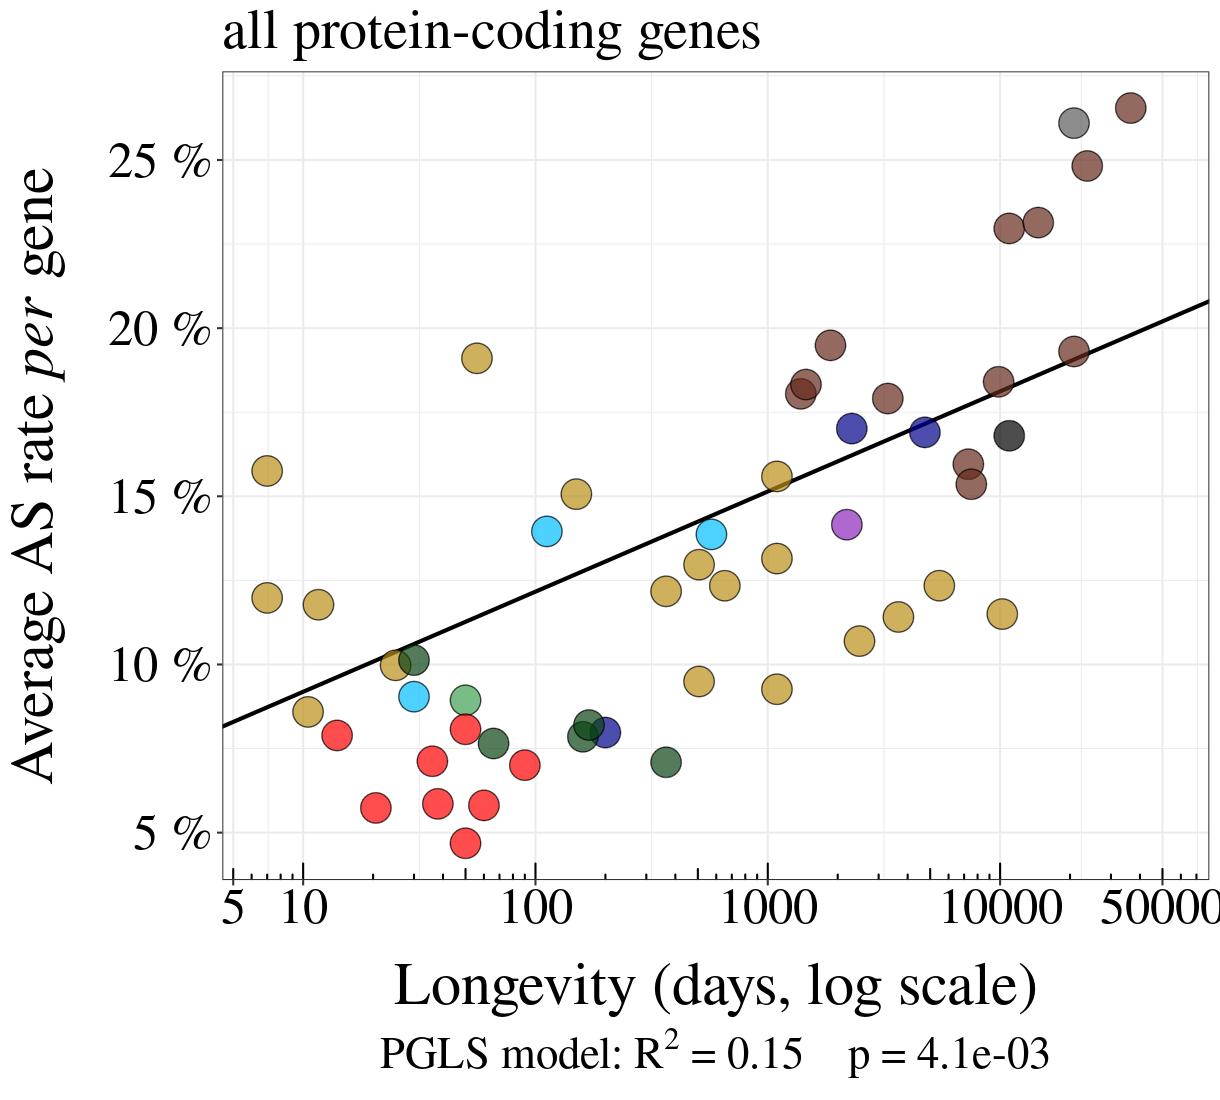 all protein-coding genes
Average AS rate per gene
25 %
20 %
15 %
10 %
5 %
5 10 100 1000 10000 50000
Longevity (days, log scale)
PGLS model: R² = 0.15 p = 4.1e-03